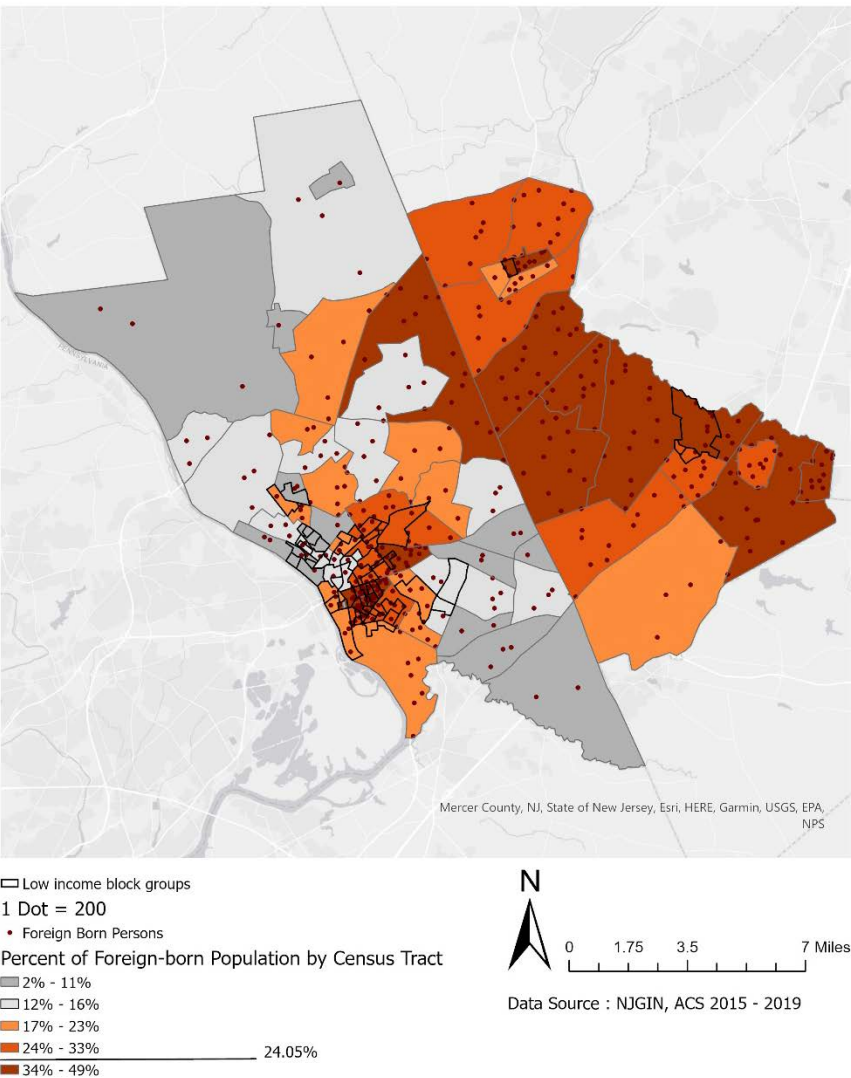 PENNSYLVANIA
Mercer County, NJ, State of New Jersey, Esri, HERE, Garmin, USGS, EPA,
NPS
Low income block groups
1 Dot = 200
Foreign Born Persons
Percent of Foreign-born Population by Census Tract
2% - 11%
12% - 16%
17% - 23%
24% - 33%
24.05%
34% - 49%
N
0 1.75 3.5 7 Miles
Data Source : NJGIN, ACS 2015 - 2019